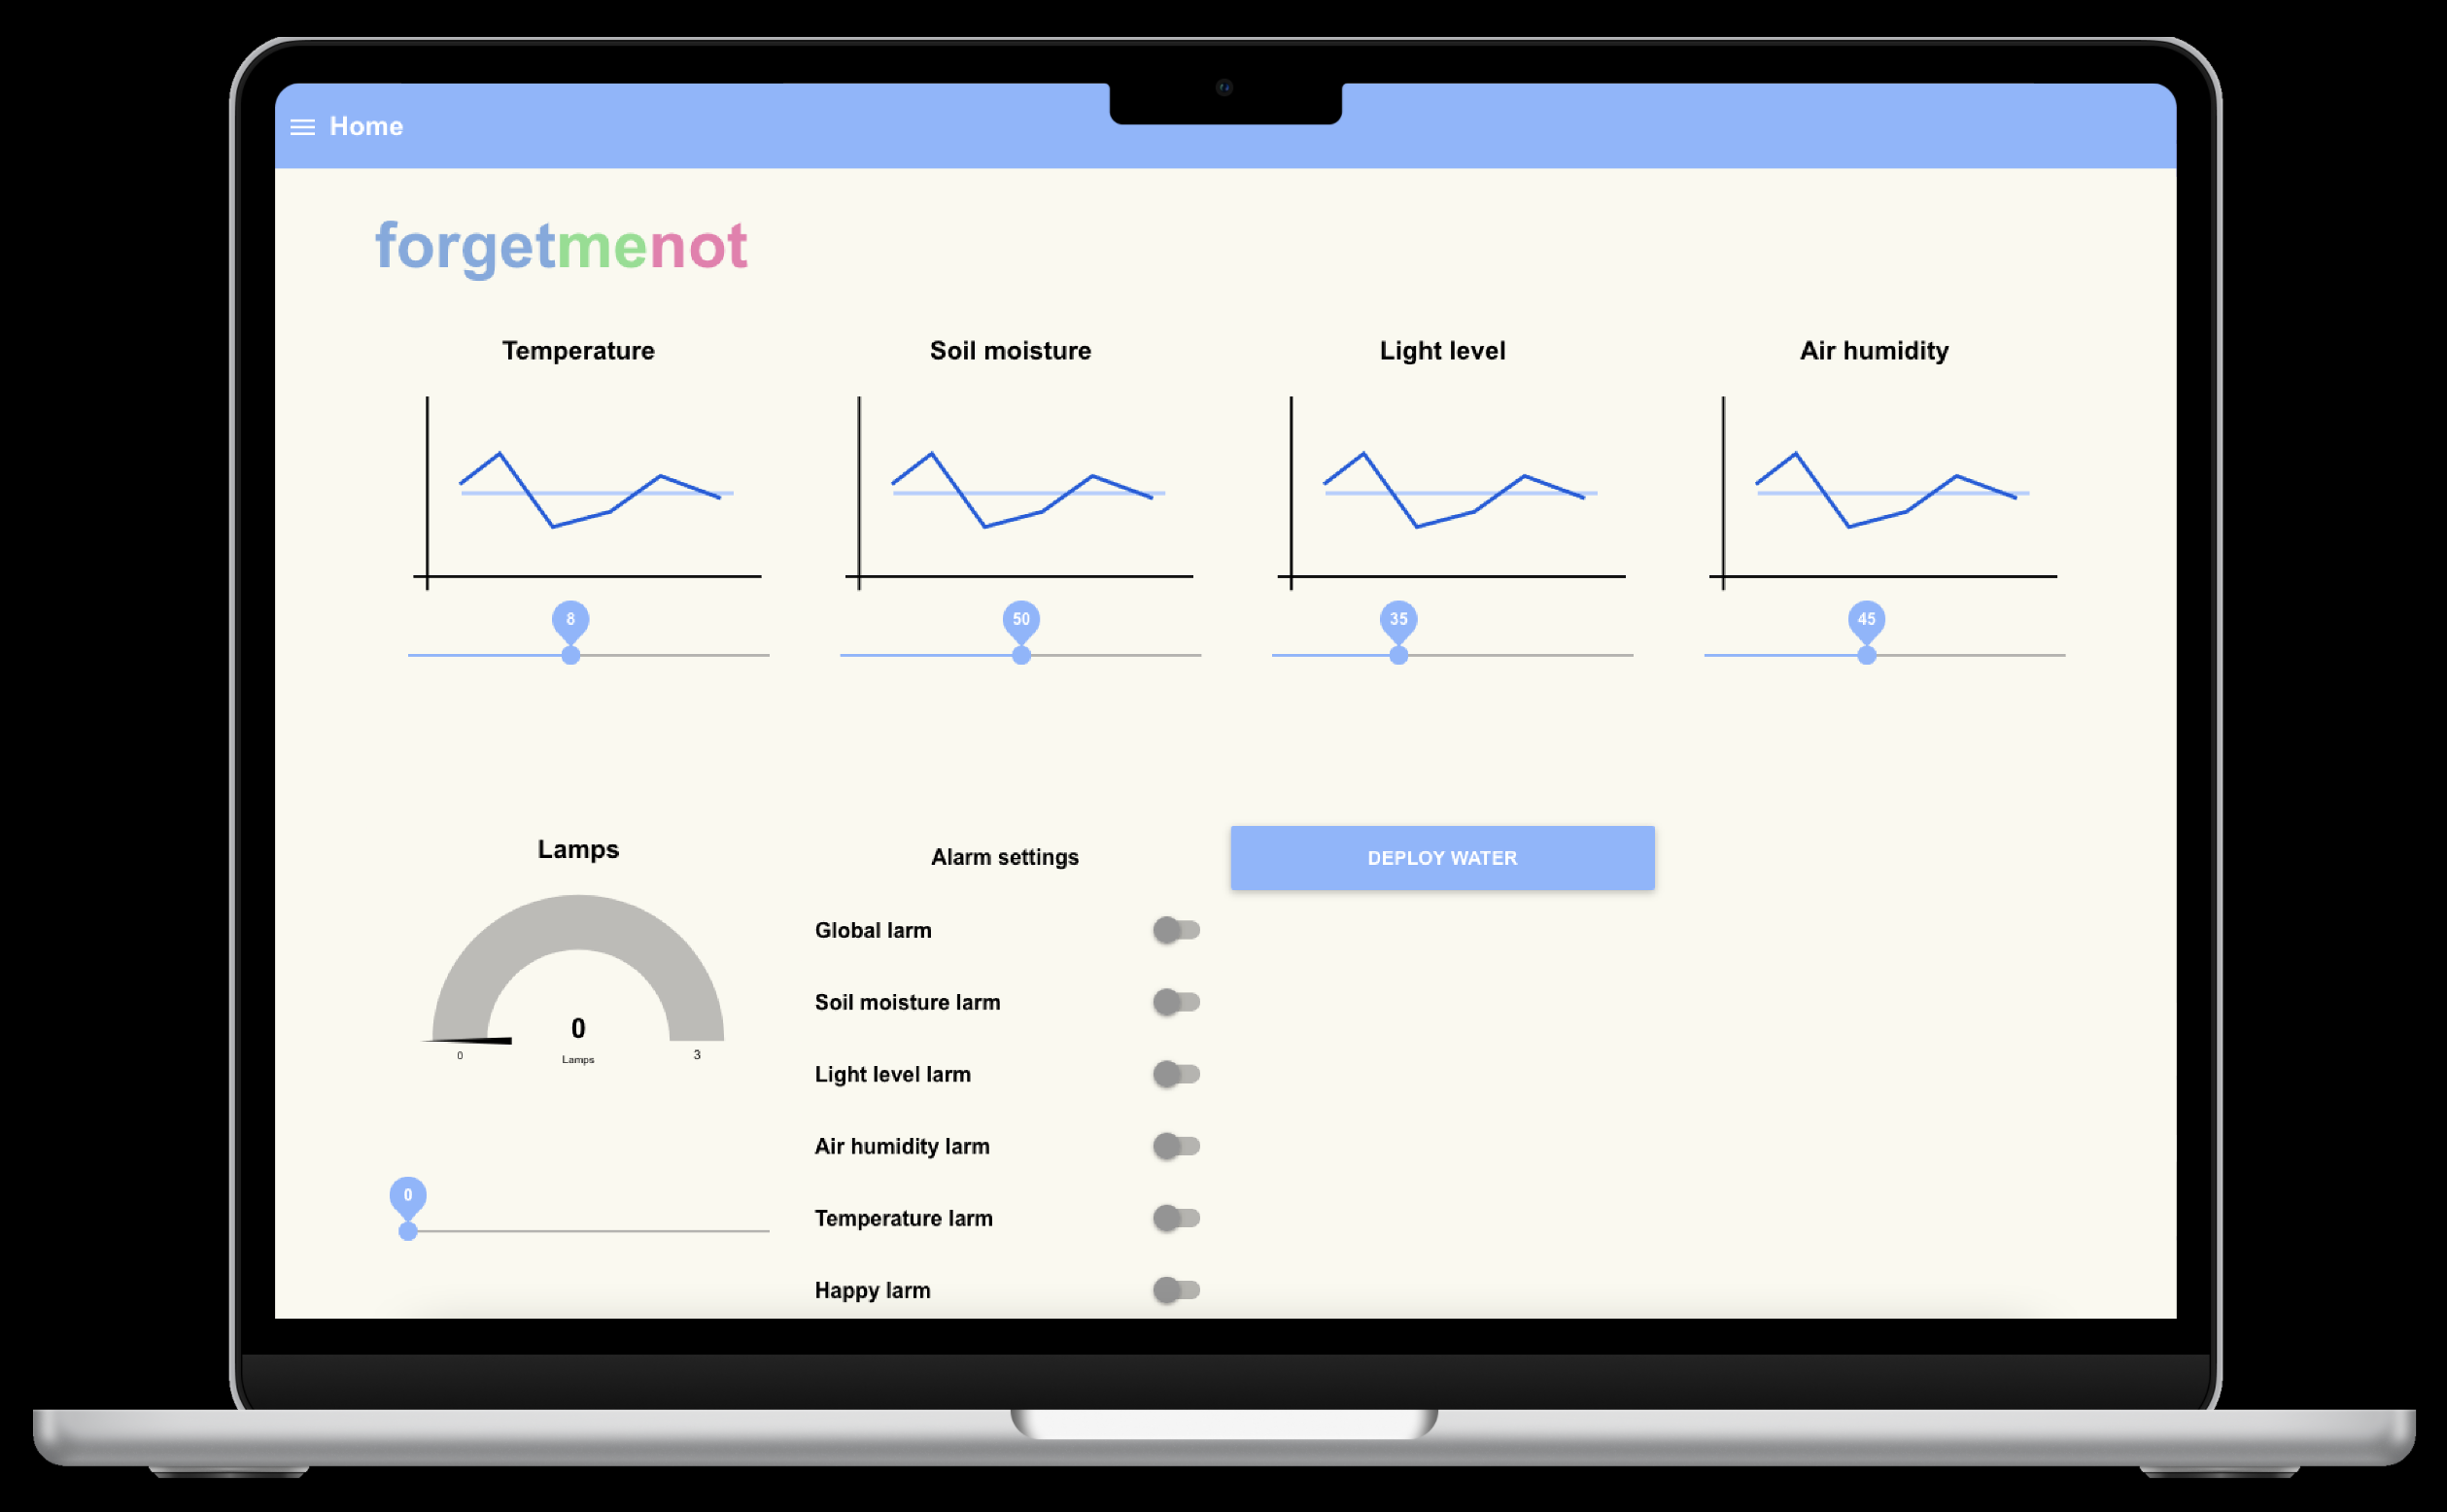 Home
forgetmenot
Temperature Soil moisture Light level Air humidity
8 50 35 45
Lamps
Alarm settings
DEPLOY WATER
0
0 Lamps 3
0
Global larm
Soil moisture larm
Light level larm
Air humidity larm
Temperature larm
Happy larm